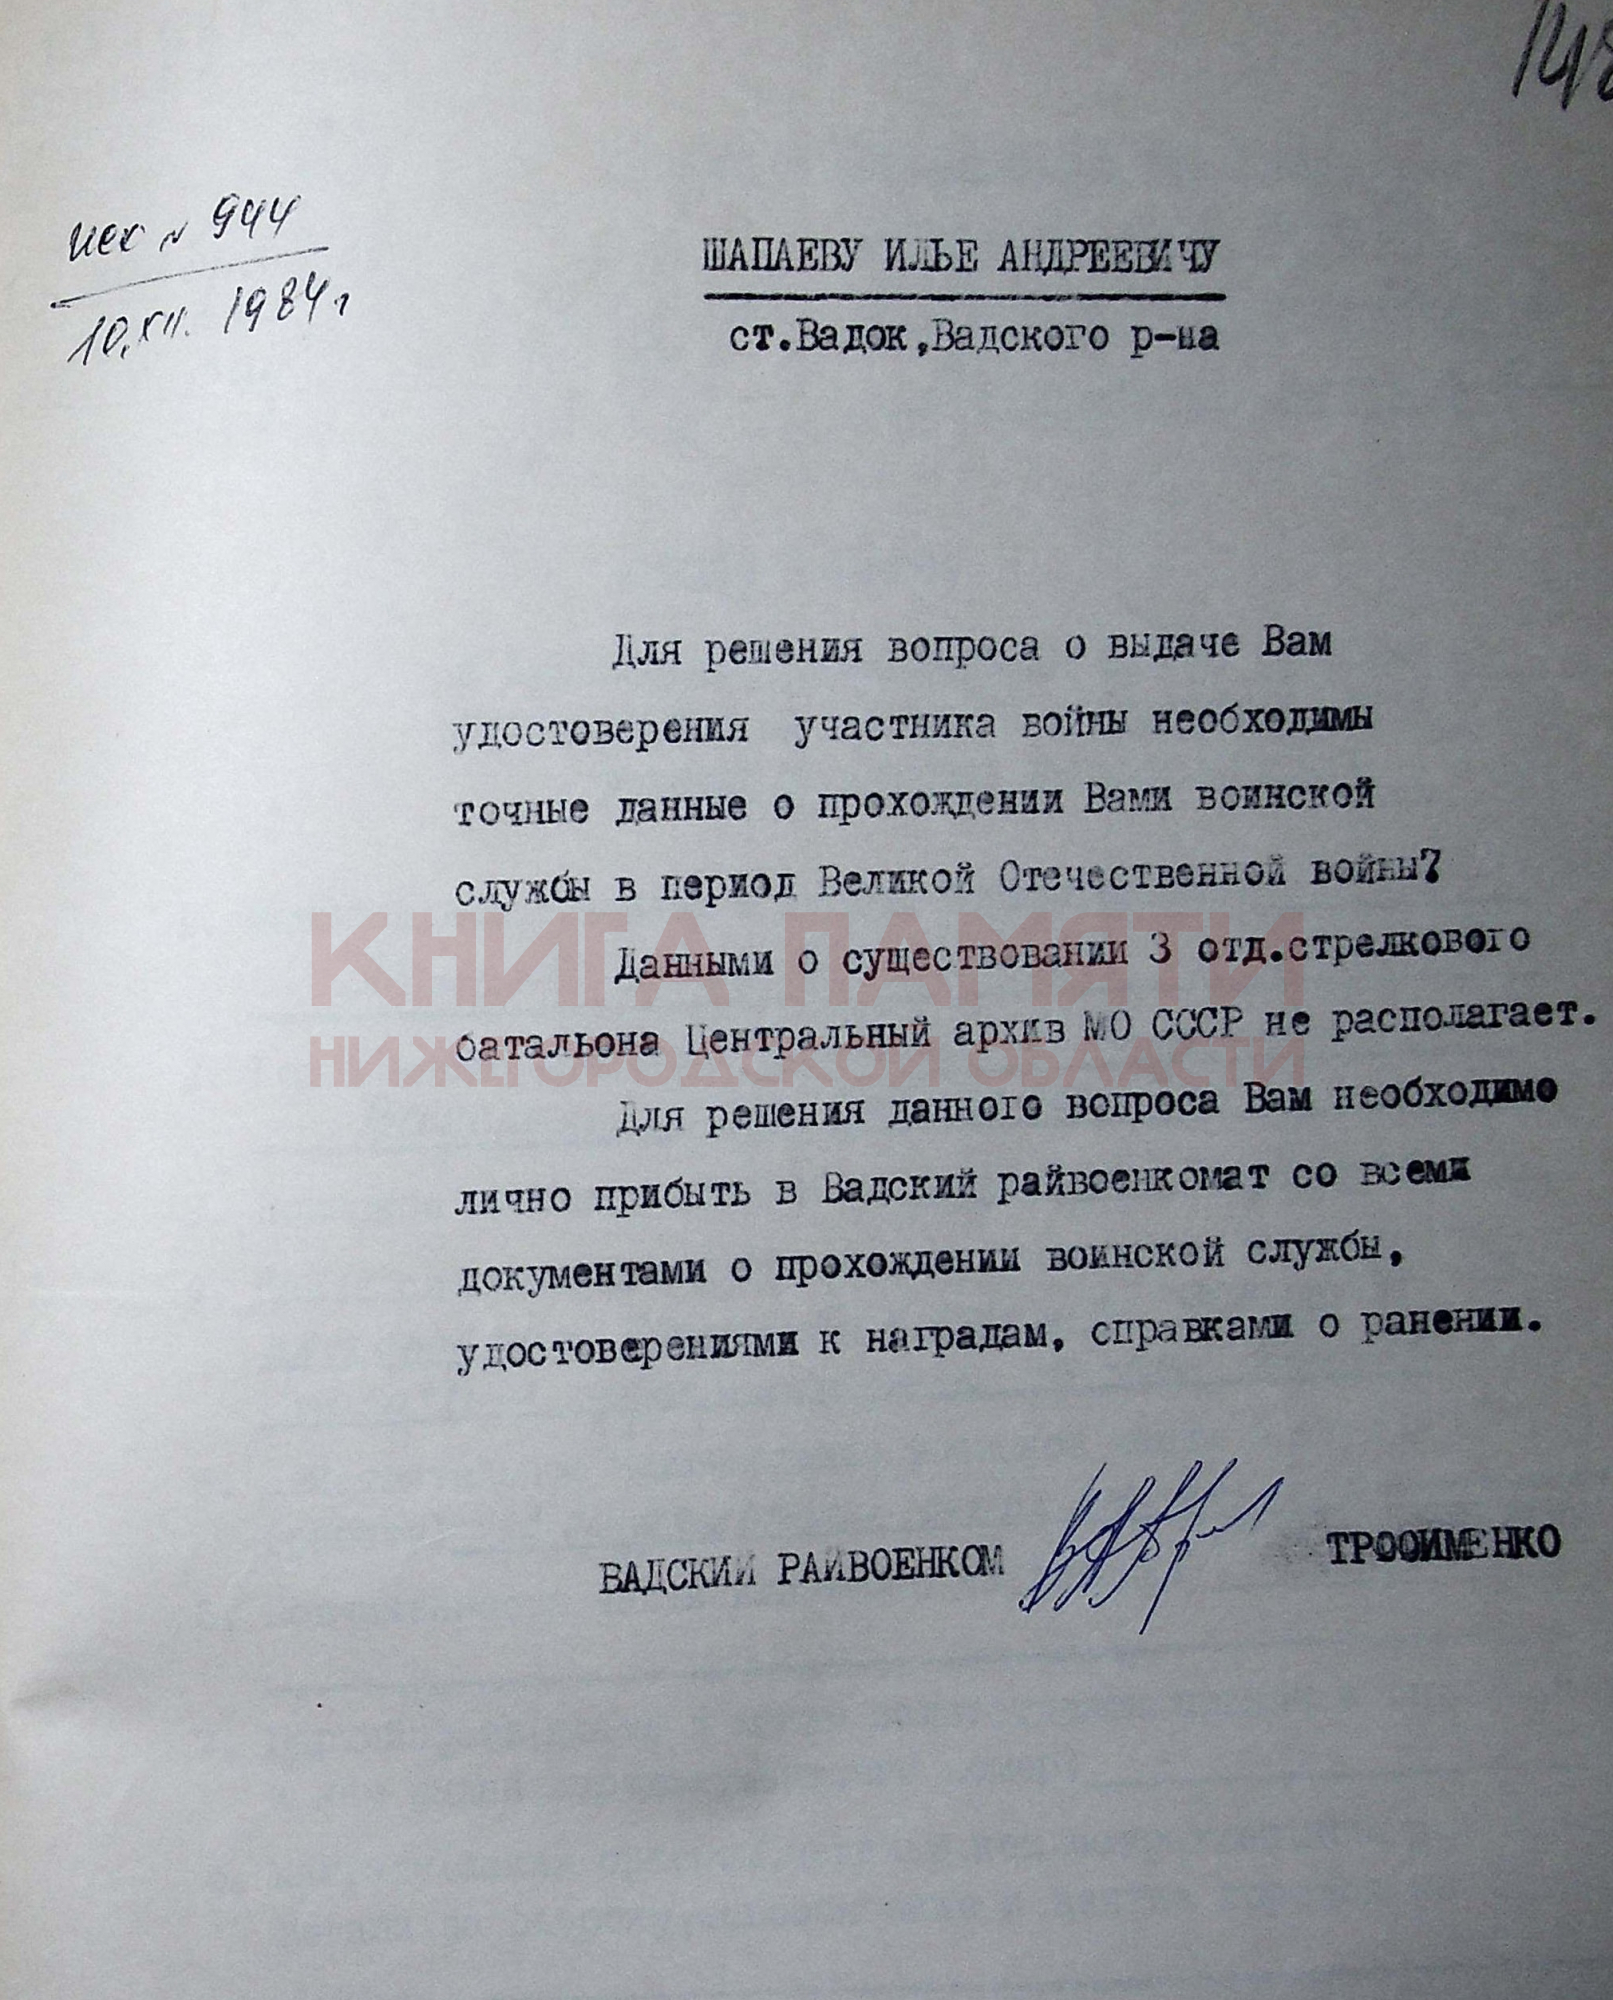 148
исх № 944
10.XII. 1984 г
ШАПАЕВУ ИЛЬЕ АНДРЕЕВИЧУ
ст.Вадок,Вадского р-на
Для решения вопроса о выдаче Вам
удостоверения участника войны необходимы
точные данные о прохождении Вами воинской
службы в период Великой Отечественной войны7
КНИГА ПАМЯТИ
Данными о существовании 3 отд.стрелкового
батальона Центральный архив МО СССР не располагает.
НИЖЕГОРОДСКОЙ ОБЛАСТИ
Для решения данного вопроса Вам необходимо
лично прибыть в Вадский райвоенкомат со всеми
документами о прохождении воинской службы,
удостоверениями к наградам, справками о ранении.
ВАДСКИЙ РАЙВОЕНКОМ ТРОФИМЕНКО